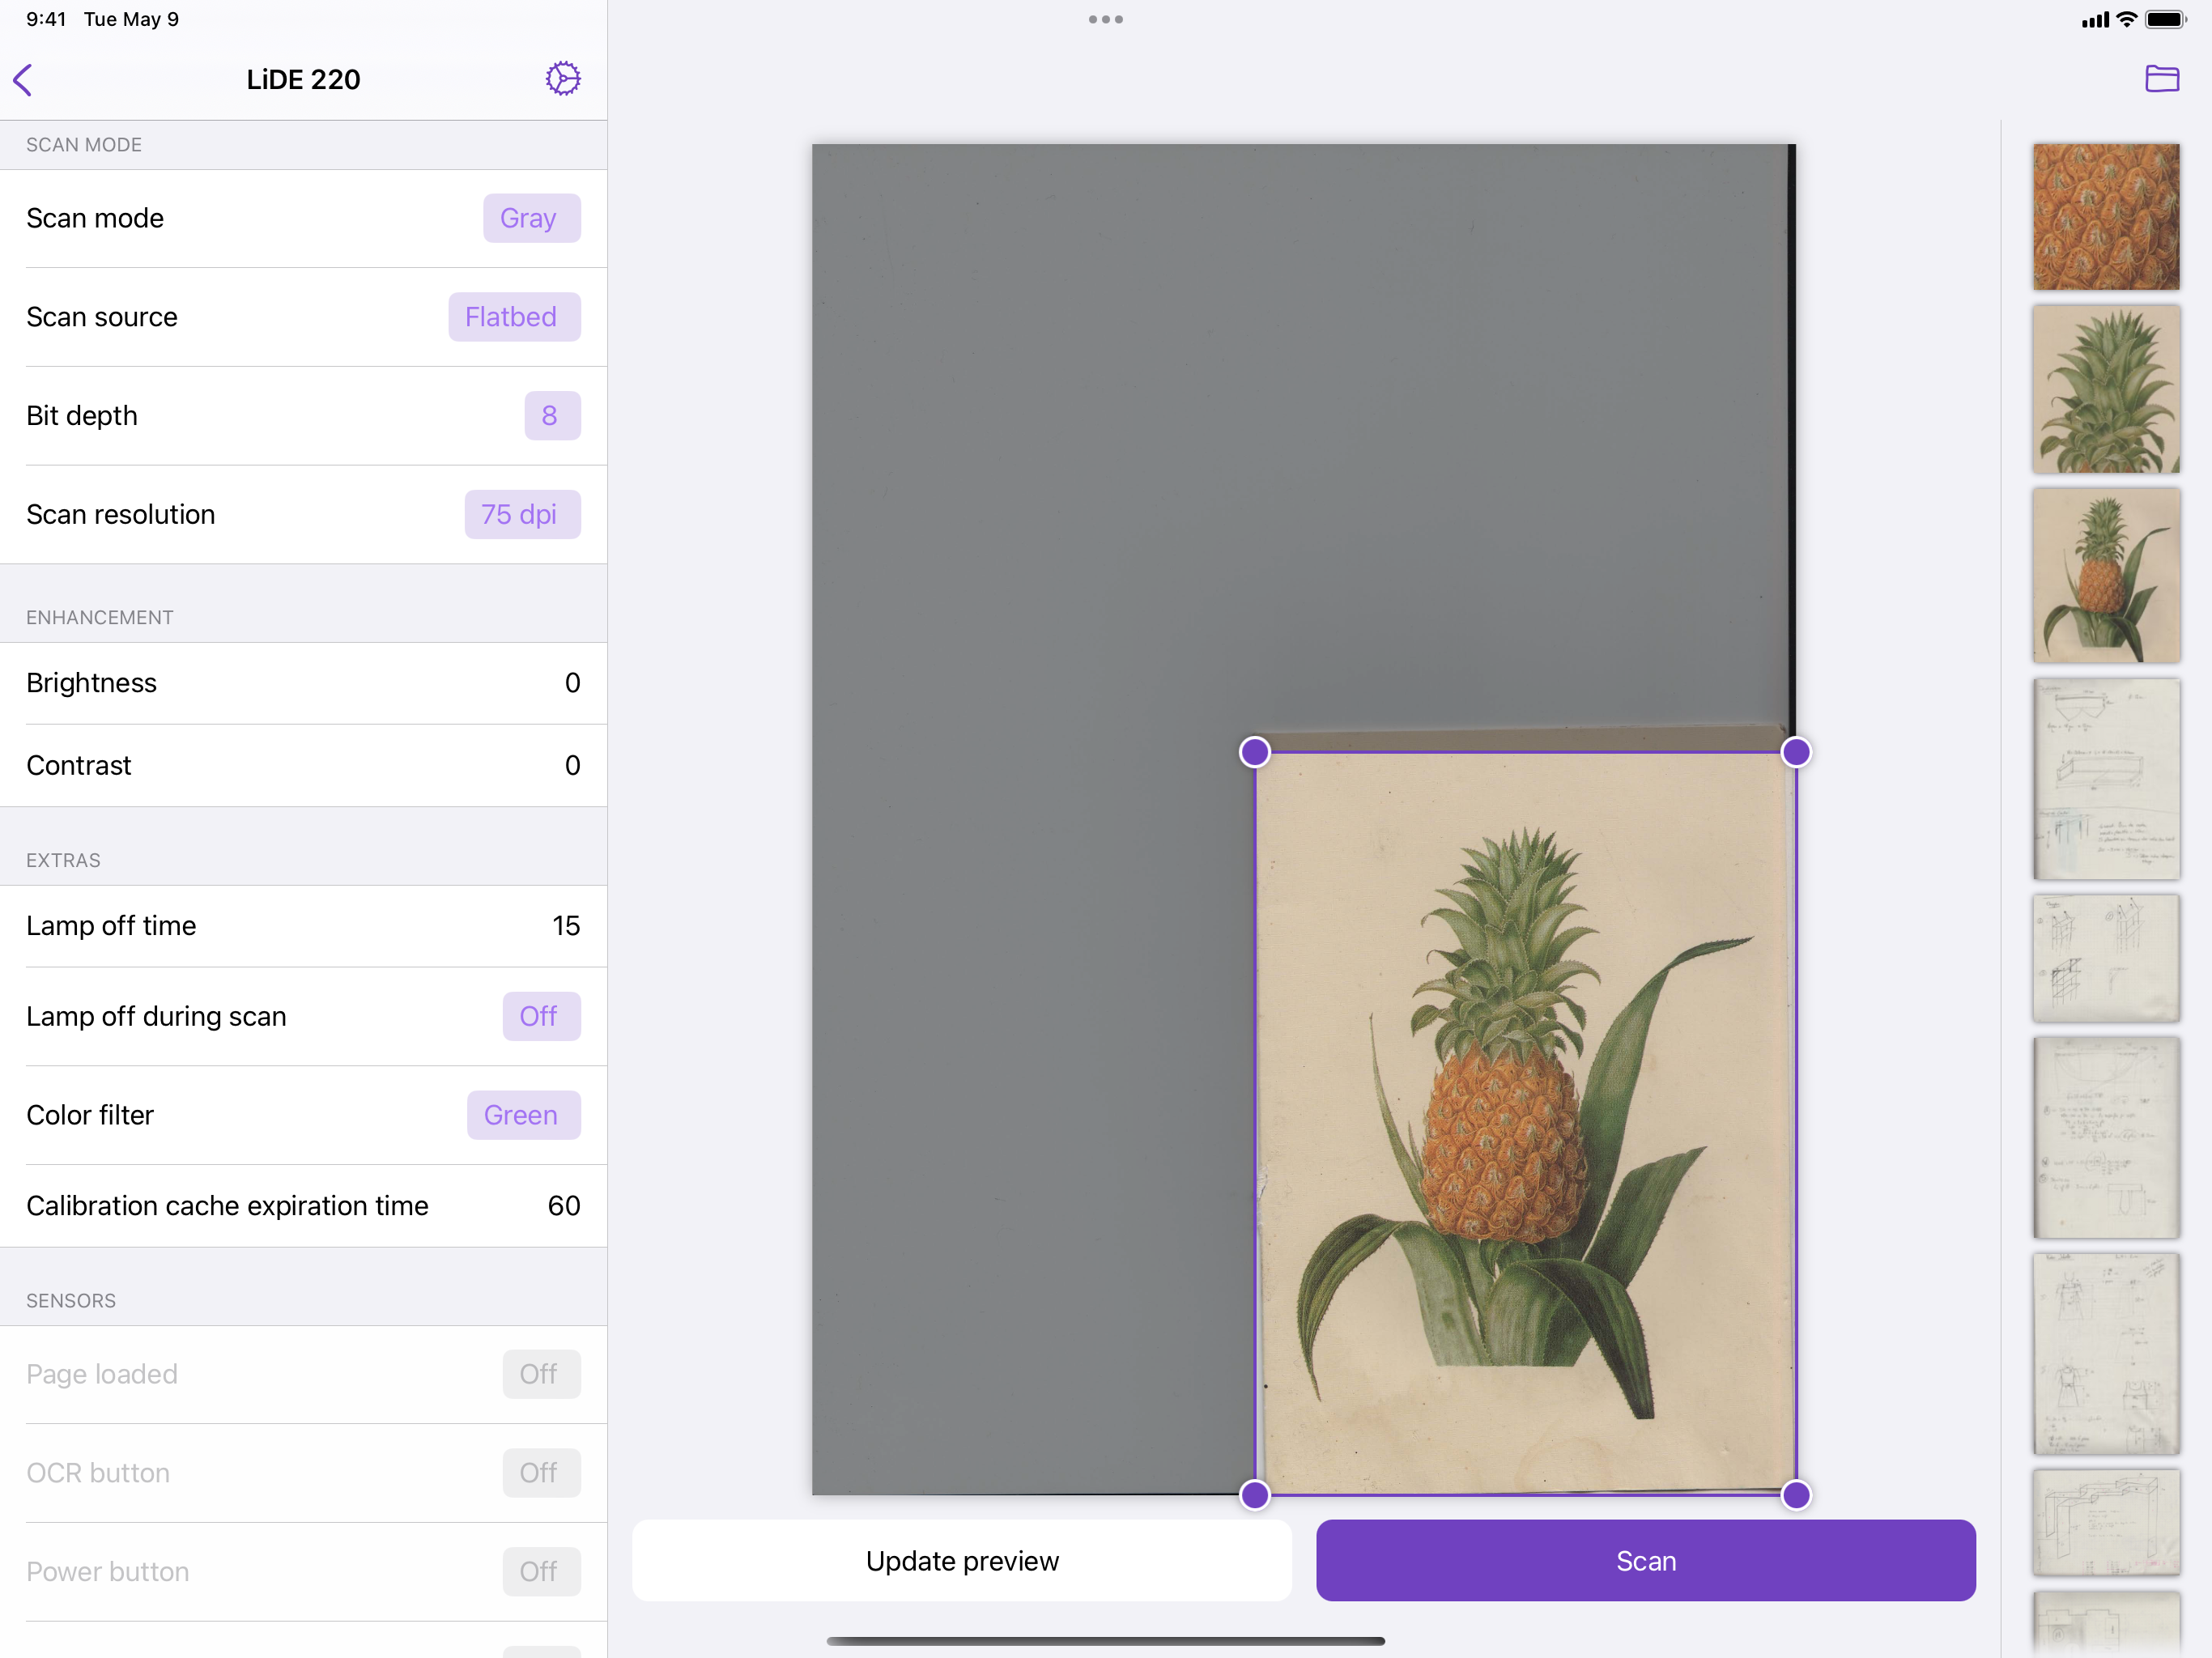 9:41 Tue May 9
LiDE 220
SCAN MODE
Scan mode Gray
Scan source Flatbed
Bit depth 8
Scan resolution 75 dpi
ENHANCEMENT
Brightness 0
Contrast 0
EXTRAS
Lamp off time 15
Lamp off during scan Off
Color filter Green
Calibration cache expiration time 60
SENSORS
Page loaded Off
OCR button Off
Power button Off
Update preview
Scan